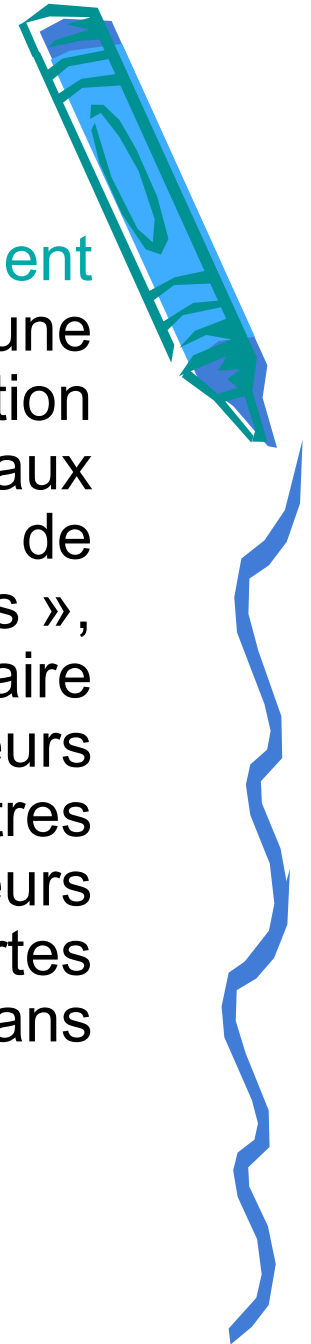 ent
une
tion
aux
de
s »,
aire
eurs
tres
eurs
rtes
ans